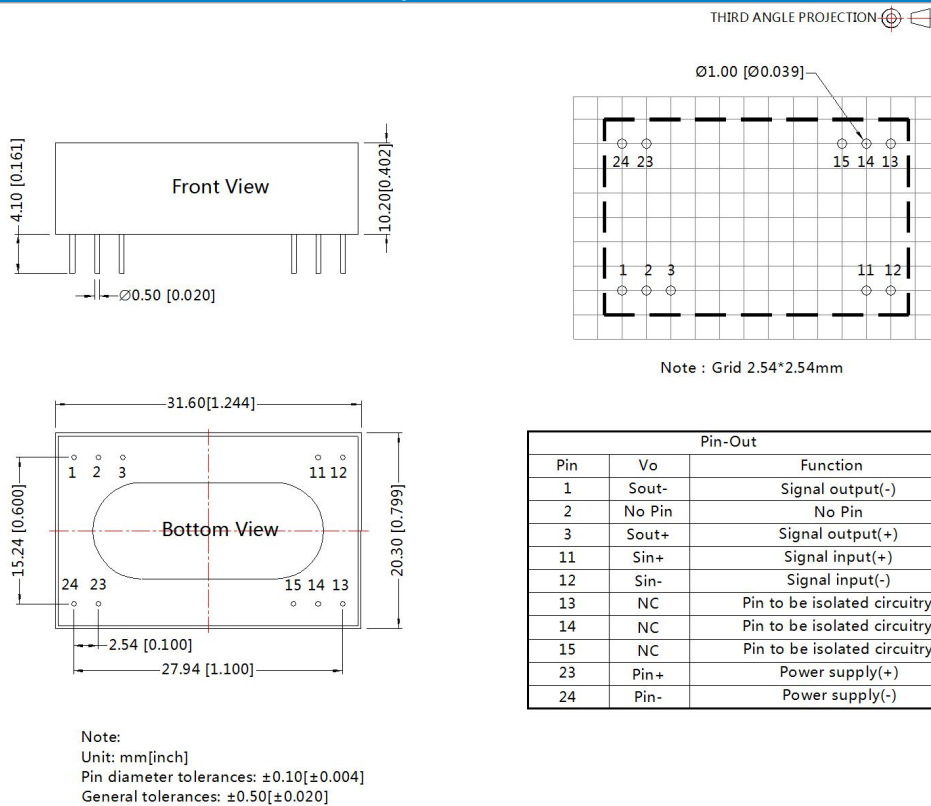 THIRD ANGLE PROJECTION
Ø1.00 [Ø0.039]
4.10 [0.161]
Front View
10.20[0.402]
Ø0.50 [0.020]
24 23 15 14 13
1 2 3 11 12
Note : Grid 2.54*2.54mm
31.60[1.244]
1 2 3 11 12
15.24 [0.600]
Bottom View
20.30 [0.799]
24 23 15 14 13
2.54 [0.100]
27.94 [1.100]
Pin-Out
Pin Vo Function
1 Sout- Signal output(-)
2 No Pin No Pin
3 Sout+ Signal output(+)
11 Sin+ Signal input(+)
12 Sin- Signal input(-)
13 NC Pin to be isolated circuitry
14 NC Pin to be isolated circuitry
15 NC Pin to be isolated circuitry
23 Pin+ Power supply(+)
24 Pin- Power supply(-)
Note:
Unit: mm[inch]
Pin diameter tolerances: ±0.10[±0.004]
General tolerances: ±0.50[±0.020]